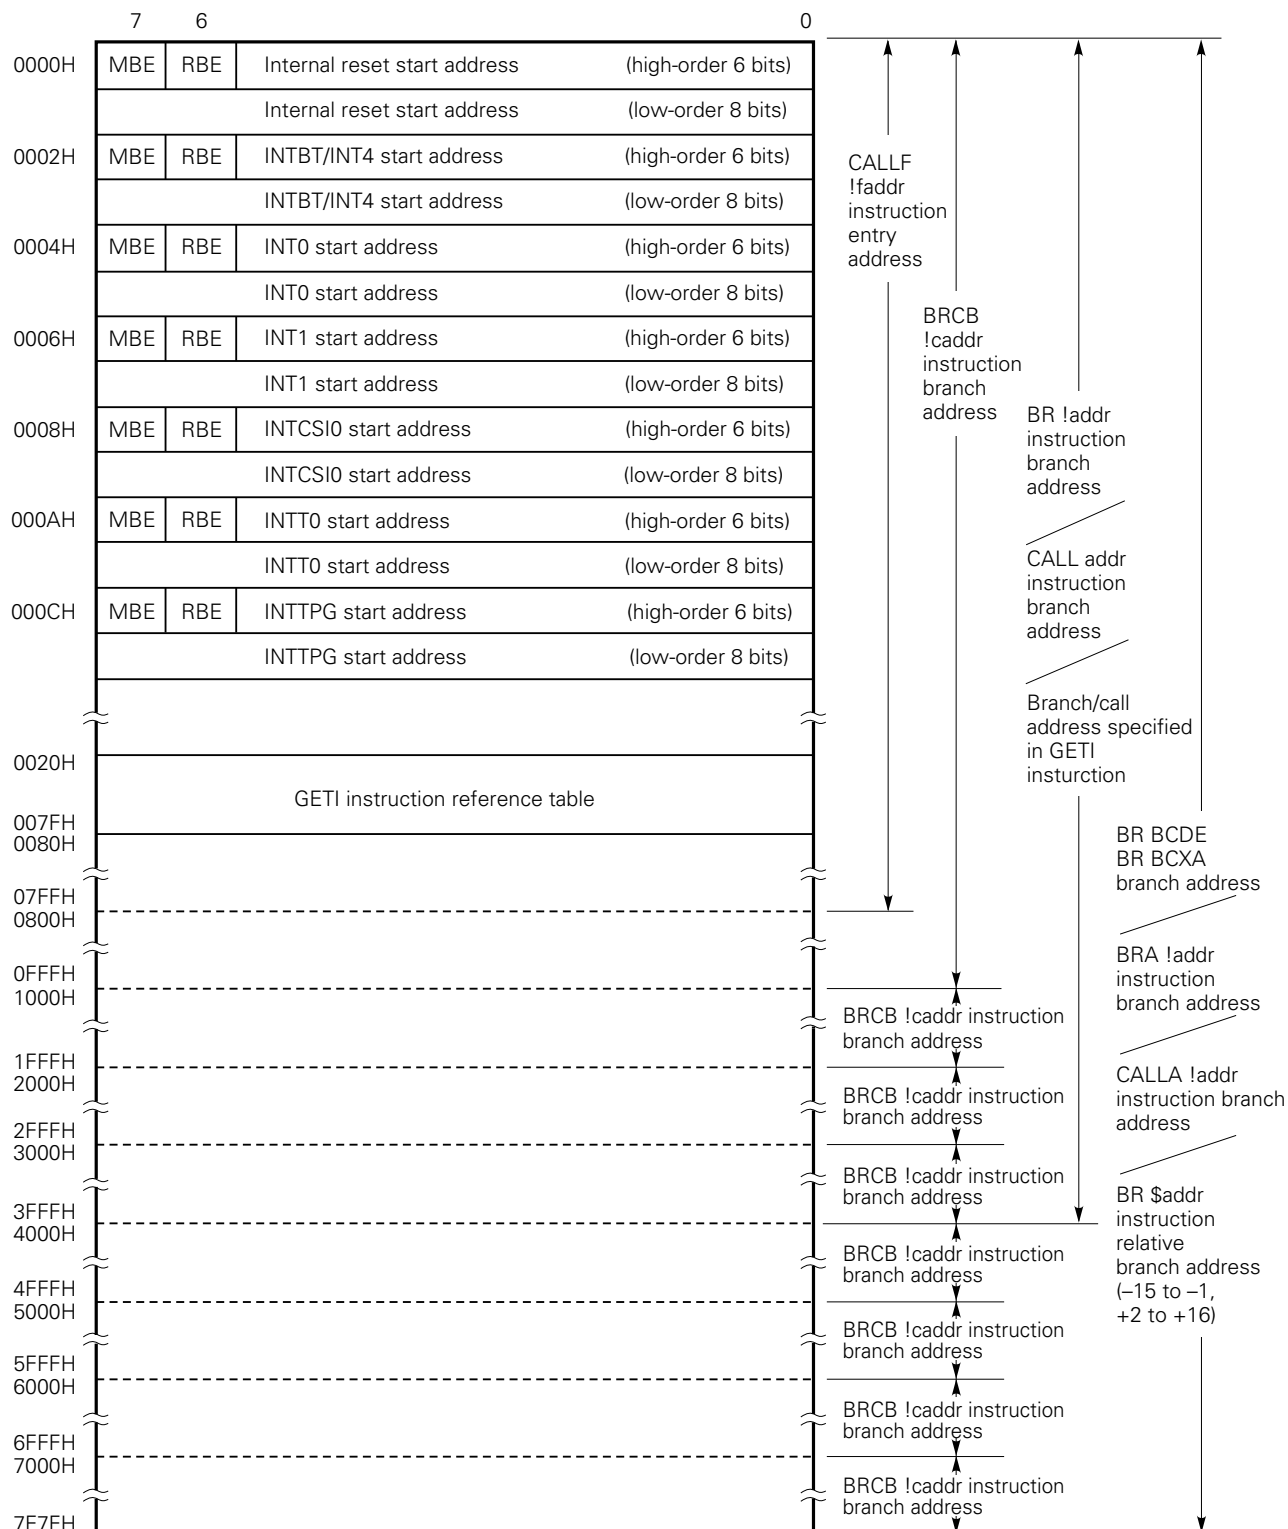 7 6 0
0000H MBE RBE Internal reset start address (high-order 6 bits)
Internal reset start address (low-order 8 bits)
0002H MBE RBE INTBT/INT4 start address (high-order 6 bits)
INTBT/INT4 start address (low-order 8 bits)
0004H MBE RBE INT0 start address (high-order 6 bits)
INT0 start address (low-order 8 bits)
0006H MBE RBE INT1 start address (high-order 6 bits)
INT1 start address (low-order 8 bits)
0008H MBE RBE INTCSI0 start address (high-order 6 bits)
INTCSI0 start address (low-order 8 bits)
000AH MBE RBE INTT0 start address (high-order 6 bits)
INTT0 start address (low-order 8 bits)
000CH MBE RBE INTTPG start address (high-order 6 bits)
INTTPG start address (low-order 8 bits)
0020H
GETI instruction reference table
007FH
0080H
07FFH
0800H
0FFFH
1000H
1FFFH
2000H
2FFFH
3000H
3FFFH
4000H
4FFFH
5000H
5FFFH
6000H
6FFFH
7000H
CALLF
!faddr
instruction
entry
address
BRCB
!caddr
instruction
branch
address
BRCB !caddr instruction
branch address
BRCB !caddr instruction
branch address
BRCB !caddr instruction
branch address
BRCB !caddr instruction
branch address
BRCB !caddr instruction
branch address
BRCB !caddr instruction
branch address
BRCB !caddr instruction
branch address
BR !addr
instruction
branch
address
CALL addr
instruction
branch
address
Branch/call
address specified
in GETI
insturction
BR BCDE
BR BCXA
branch address
BRA !addr
instruction
branch address
CALLA !addr
instruction branch
address
BR $addr
instruction
relative
branch address
(–15 to –1,
+2 to +16)